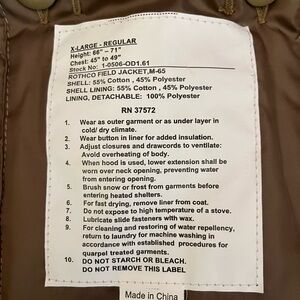 X-LARGE - REGULAR
Height: 66" – 71"
Chest: 45" to 49"
Stock No: 1-0506-OD1.61
ROTHCO FIELD JACKET,M-65
SHELL: 55% Cotton , 45% Polyester
SHELL LINING: 55% Cotton , 45% Polyester
LINING, DETACHABLE: 100% Polyester
RN 37572
1. Wear as outer garment or as under layer in
cold/ dry climate.
2. Wear button in liner for added insulation.
3. Adjust closures and drawcords to ventilate:
Avoid overheating of body.
4. When hood is used, lower extension shall be
worn over neck opening, preventing water
from entering opening.
5. Brush snow or frost from garments before
entering heated shelters.
6. For fast drying, remove liner from coat.
7. Do not expose to high temperature of a stove.
8. Lubricate slide fasteners with wax.
9. For cleaning and restoring of water repellency,
return to laundry for machine washing in
accordance with established procedures for
quarpel treated garments.
10. DO NOT STARCH OR BLEACH.
DO NOT REMOVE THIS LABEL
Made in China